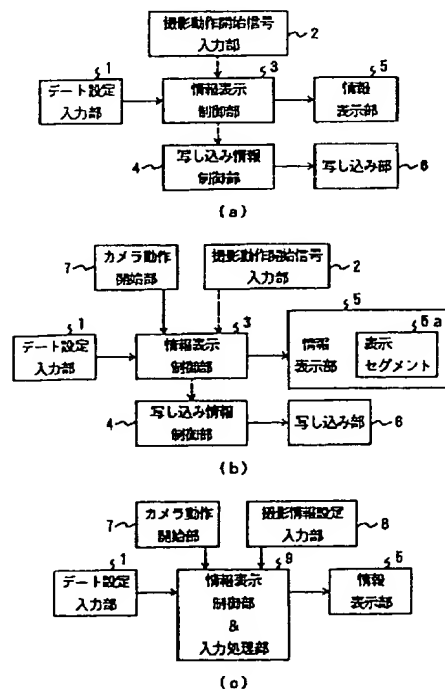 撮影動作開始信号
入力部
2
1
デート設定
入力部
3
情報表示
制御部
5
情報
表示部
4
写し込み情報
制御部
写し込み部
6
(a)
7
カメラ動作
開始部
撮影動作開始信号
入力部
2
1
デート設定
入力部
3
情報表示
制御部
5
情報
表示部
5a
表示
セグメント
4
写し込み情報
制御部
写し込み部
6
(b)
7
カメラ動作
開始部
撮影情報設定
入力部
8
1
デート設定
入力部
9
情報表示
制御部
&
入力処理部
5
情報
表示部
(c)